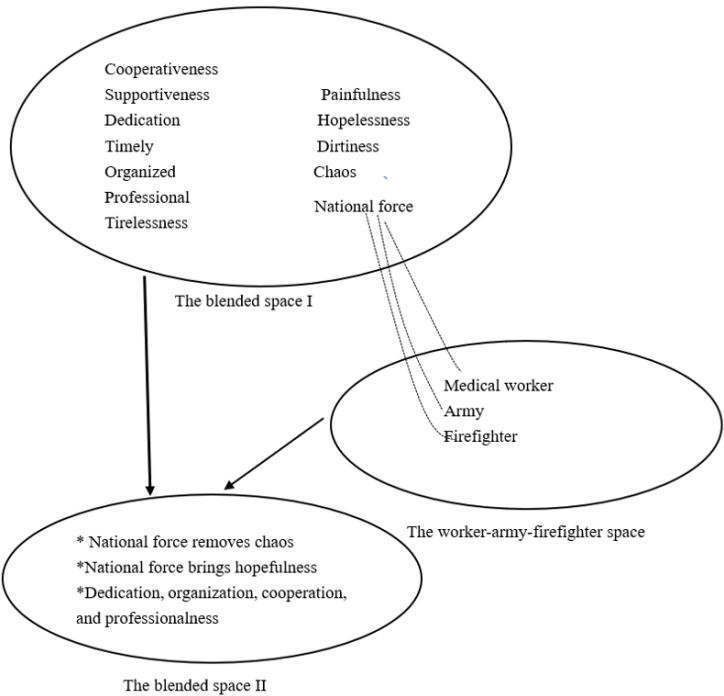 Cooperativeness
Supportiveness
Dedication
Timely
Organized
Professional
Tirelessness
Painfulness
Hopelessness
Dirtiness
Chaos
National force
The blended space I
Medical worker
Army
Firefighter
The worker-army-firefighter space
* National force removes chaos
*National force brings hopefulness
*Dedication, organization, cooperation,
and professionalness
The blended space II